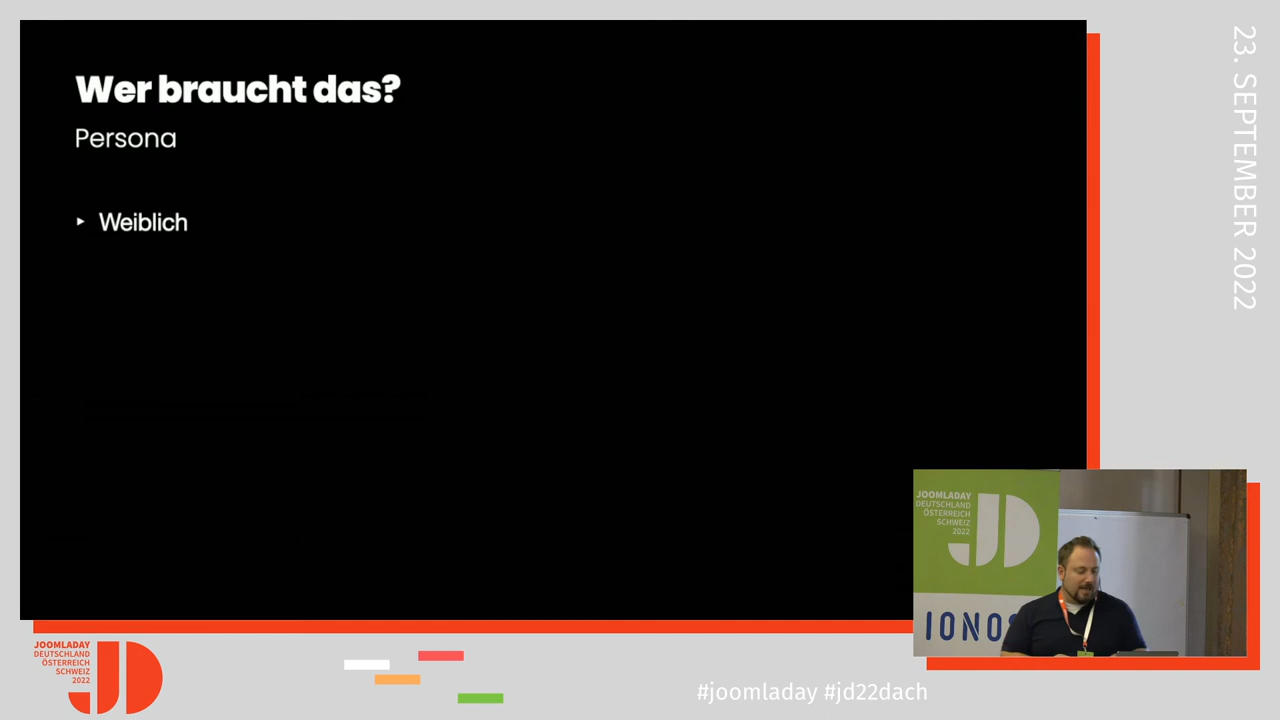 Wer braucht das?
Persona
▸ Weiblich
23. SEPTEMBER 2022
JOOMLADAY
DEUTSCHLAND
ÖSTERREICH
SCHWEIZ
2022
JD
IONOS
JOOMLADAY
DEUTSCHLAND
ÖSTERREICH
SCHWEIZ
2022
JD
#joomladay #jd22dach